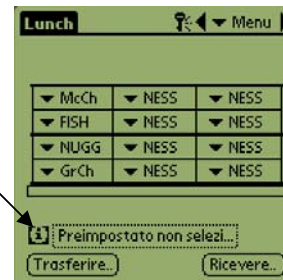 Lunch Menu
McCh NESS NESS
FISH NESS NESS
NUGG NESS NESS
GrCh NESS NESS
i Preimpostato non selezi...
Trasferire.. Ricevere..